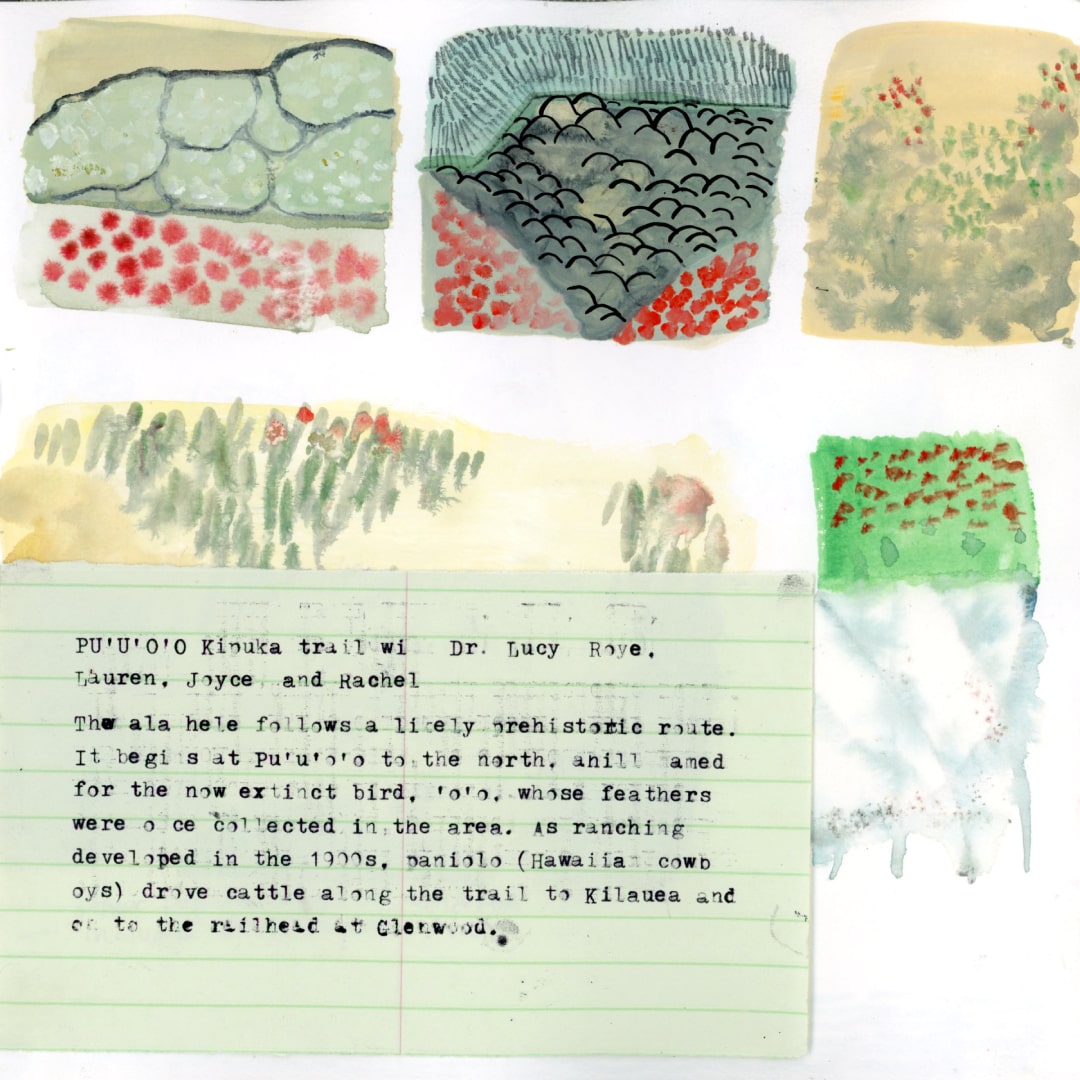 PU'U'O'O Kipuka trail wi Dr. Lucy Roye,
Lauren, Joyce and Rachel
The ala hele follows a likely prehistoric route.
It begi s at Pu'u'o'o to the north, ahill amed
for the now extinct bird, 'o'o, whose feathers
were o ce collected in the area. As ranching
developed in the 1900s, paniolo (Hawaiia cowb
oys) drove cattle along the trail to Kilauea and
on to the railhead at Glenwood.